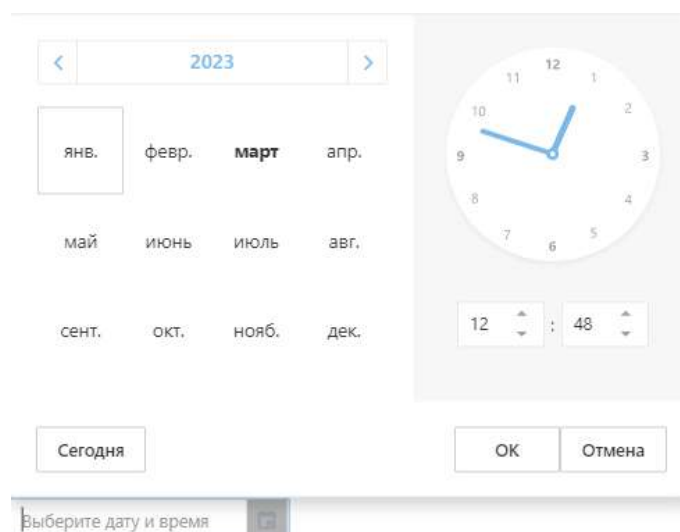 2023
янв. февр. март апр.
май июнь июль авг.
сент. окт. нояб. дек.
12
1
2
3
4
5
6
7
8
9
10
11
12 : 48
Сегодня
ОК Отмена
Выберите дату и время